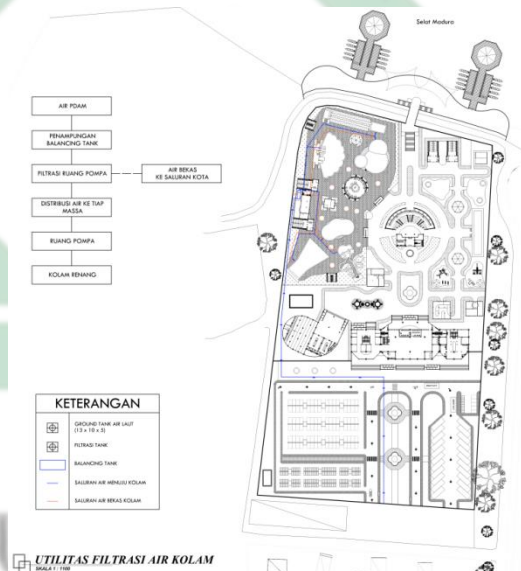 Selat Madura
AIR PDAM
PENAMPUNGAN
BALANCING TANK
FILTRASI RUANG POMPA
AIR BEKAS
KE SALURAN KOTA
DISTRIBUSI AIR KE TIAP
MASSA
RUANG POMPA
KOLAM RENANG
KETERANGAN
GROUND TANK AIR LAUT
(15 x 10 x 5)
FILTRASI TANK
BALANCING TANK
SALURAN AIR MENUJU KOLAM
SALURAN AIR BEKAS KOLAM
UTILITAS FILTRASI AIR KOLAM
SKALA 1 : 1100